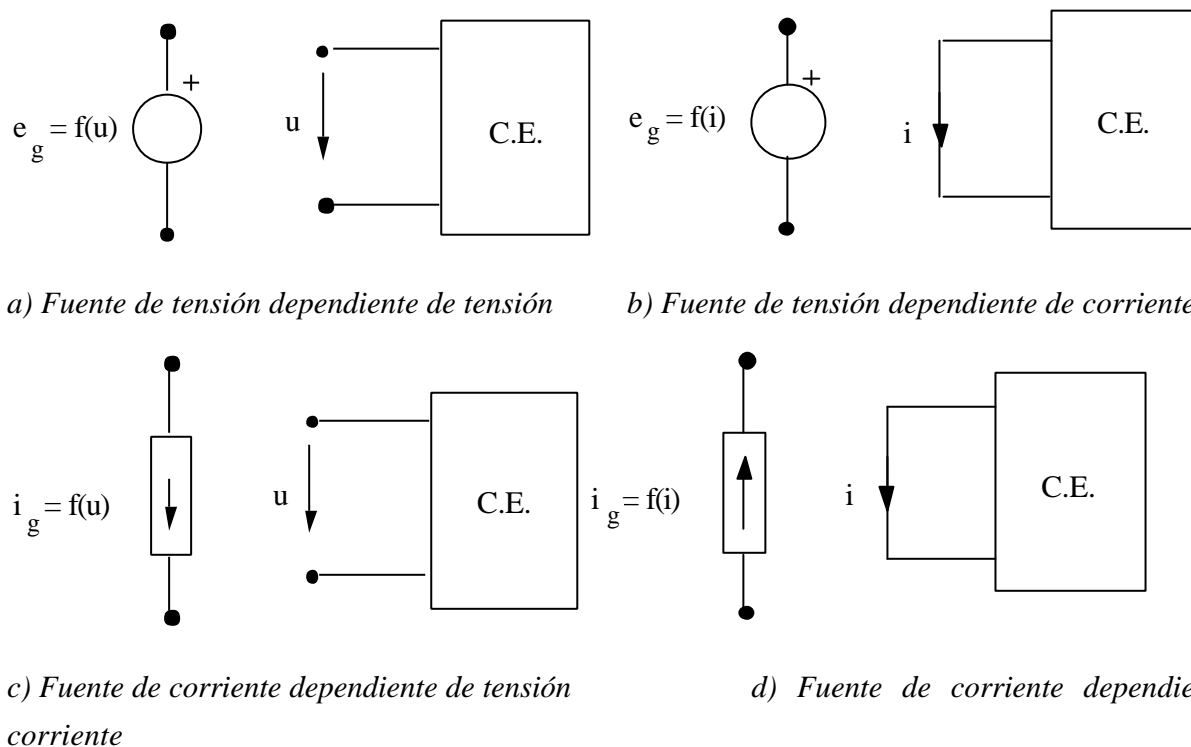 +
e g = f(u)
u
C.E.
+
e g = f(i)
i
C.E.
a) Fuente de tensión dependiente de tensión
b) Fuente de tensión dependiente de corriente
i g = f(u)
u
C.E.
i g = f(i)
i
C.E.
c) Fuente de corriente dependiente de tensión
d) Fuente de corriente dependie
corriente